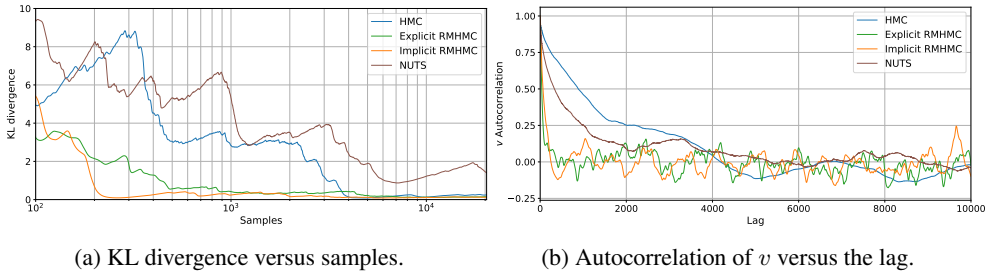 10
8
6
4
2
0
KL divergence
HMC
Explicit RMHMC
Implicit RMHMC
NUTS
10² 10³ 10⁴
Samples
(a) KL divergence versus samples.
1.00
0.75
0.50
0.25
0.00
−0.25
v Autocorrelation
HMC
Explicit RMHMC
Implicit RMHMC
NUTS
0 2000 4000 6000 8000 10000
Lag
(b) Autocorrelation of v versus the lag.